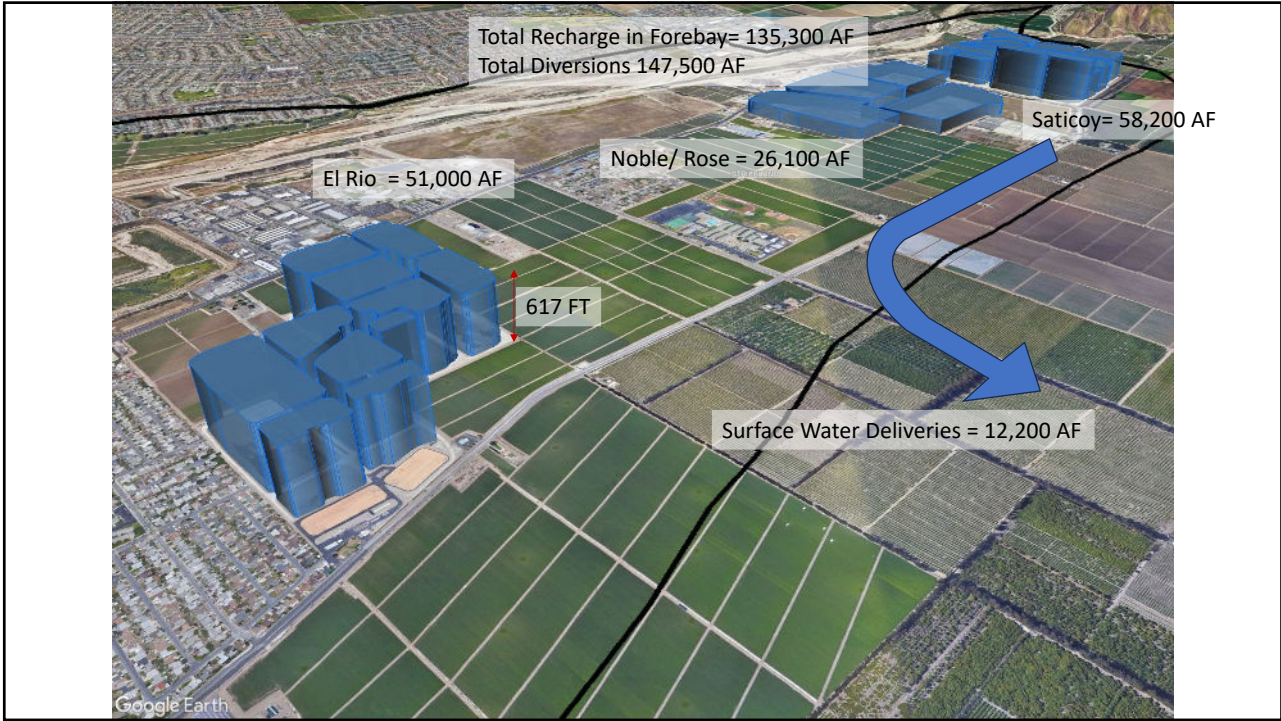 Total Recharge in Forebay= 135,300 AF
Total Diversions 147,500 AF
Saticoy= 58,200 AF
Noble/ Rose = 26,100 AF
El Rio  = 51,000 AF
617 FT
Surface Water Deliveries = 12,200 AF
Google Earth